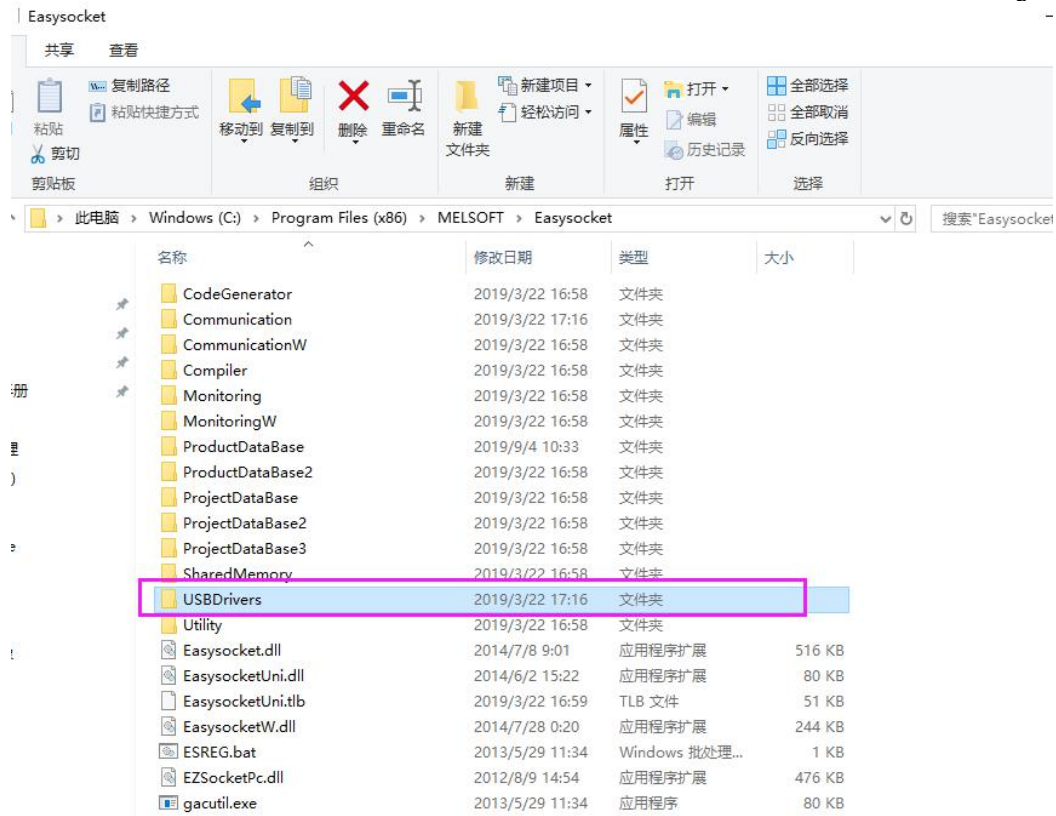 Easysocket
共享 查看
粘贴
剪切
复制路径
粘贴快捷方式
剪贴板
移动到 复制到 删除 重命名
组织
新建
文件夹
新建项目
轻松访问
新建
属性
打开
编辑
历史记录
打开
全部选择
全部取消
反向选择
选择
此电脑 > Windows (C:) > Program Files (x86) > MELSOFT > Easysocket
搜索"Easysocket
名称 修改日期 类型 大小
CodeGenerator 2019/3/22 16:58 文件夹
Communication 2019/3/22 17:16 文件夹
CommunicationW 2019/3/22 16:58 文件夹
Compiler 2019/3/22 16:58 文件夹
Monitoring 2019/3/22 16:58 文件夹
MonitoringW 2019/3/22 16:58 文件夹
ProductDataBase 2019/9/4 10:33 文件夹
ProductDataBase2 2019/3/22 16:58 文件夹
ProjectDataBase 2019/3/22 16:58 文件夹
ProjectDataBase2 2019/3/22 16:58 文件夹
ProjectDataBase3 2019/3/22 16:58 文件夹
SharedMemory 2019/3/22 16:58 文件夹
USBDrivers 2019/3/22 17:16 文件夹
Utility 2019/3/22 16:58 文件夹
Easysocket.dll 2014/7/8 9:01 应用程序扩展 516 KB
EasysocketUni.dll 2014/6/2 15:22 应用程序扩展 80 KB
EasysocketUni.tlb 2019/3/22 16:59 TLB 文件 51 KB
EasysocketW.dll 2014/7/28 0:20 应用程序扩展 244 KB
ESREG.bat 2013/5/29 11:34 Windows 批处理... 1 KB
EZSocketPc.dll 2012/8/9 14:54 应用程序扩展 476 KB
gacutil.exe 2013/5/29 11:34 应用程序 80 KB